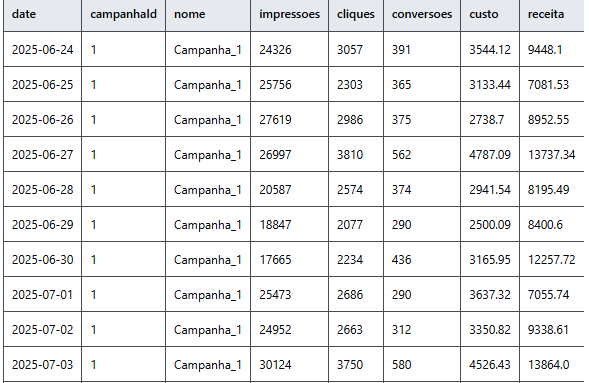 date campanhaId nome impressoes cliques conversoes custo receita
2025-06-24 1 Campanha_1 24326 3057 391 3544.12 9448.1
2025-06-25 1 Campanha_1 25756 2303 365 3133.44 7081.53
2025-06-26 1 Campanha_1 27619 2986 375 2738.7 8952.55
2025-06-27 1 Campanha_1 26997 3810 562 4787.09 13737.34
2025-06-28 1 Campanha_1 20587 2574 374 2941.54 8195.49
2025-06-29 1 Campanha_1 18847 2077 290 2500.09 8400.6
2025-06-30 1 Campanha_1 17665 2234 436 3165.95 12257.72
2025-07-01 1 Campanha_1 25473 2686 290 3637.32 7055.74
2025-07-02 1 Campanha_1 24952 2663 312 3350.82 9338.61
2025-07-03 1 Campanha_1 30124 3750 580 4526.43 13864.0